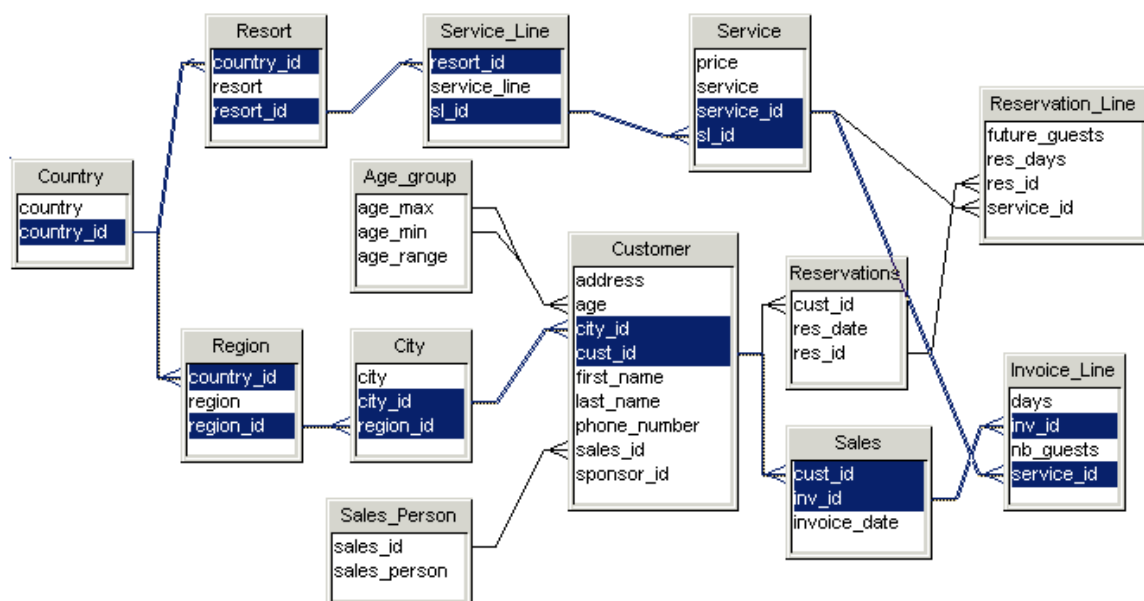 Resort
country_id
resort
resort_id
Service_Line
resort_id
service_line
sl_id
Service
price
service
service_id
sl_id
Reservation_Line
future_guests
res_days
res_id
service_id
Country
country
country_id
Age_group
age_max
age_min
age_range
Customer
address
age
city_id
cust_id
first_name
last_name
phone_number
sales_id
sponsor_id
Reservations
cust_id
res_date
res_id
Region
country_id
region
region_id
City
city
city_id
region_id
Invoice_Line
days
inv_id
nb_guests
service_id
Sales
cust_id
inv_id
invoice_date
Sales_Person
sales_id
sales_person